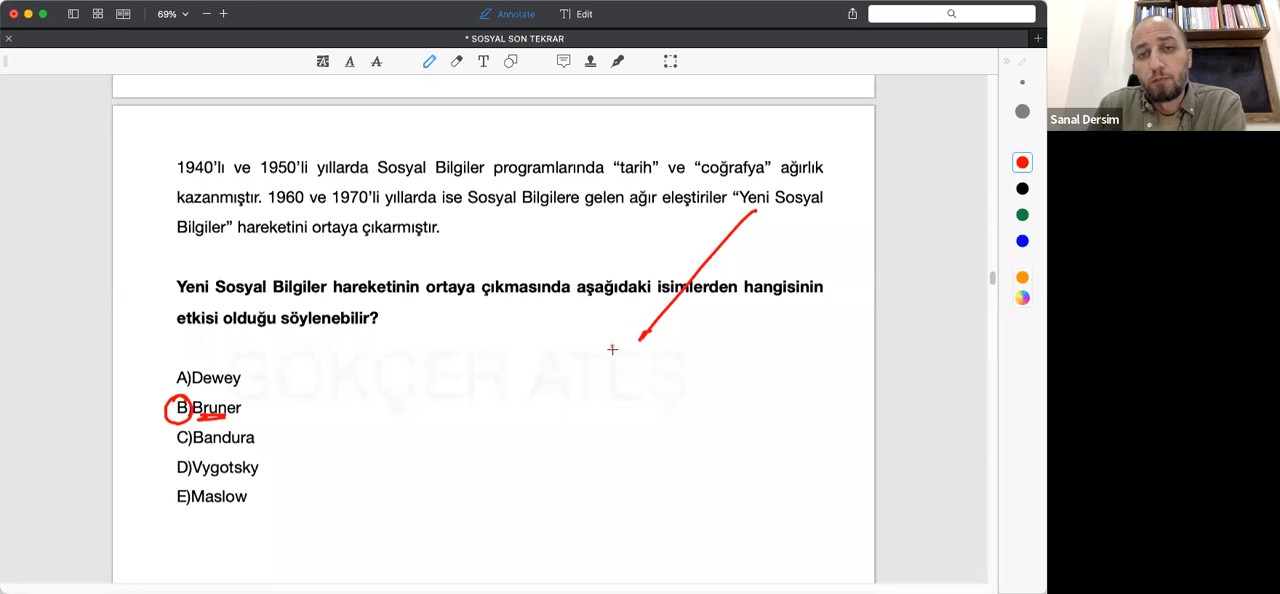 69%
Annotate
Edit
* SOSYAL SON TEKRAR
1940’lı ve 1950’li yıllarda Sosyal Bilgiler programlarında “tarih” ve “coğrafya” ağırlık
kazanmıştır. 1960 ve 1970’li yıllarda ise Sosyal Bilgilere gelen ağır eleştiriler “Yeni Sosyal
Bilgiler” hareketini ortaya çıkarmıştır.
Yeni Sosyal Bilgiler hareketinin ortaya çıkmasında aşağıdaki isimlerden hangisinin
etkisi olduğu söylenebilir?
GÖKÇER ATEŞ
A)Dewey
B)Bruner
C)Bandura
D)Vygotsky
E)Maslow
Sanal Dersim